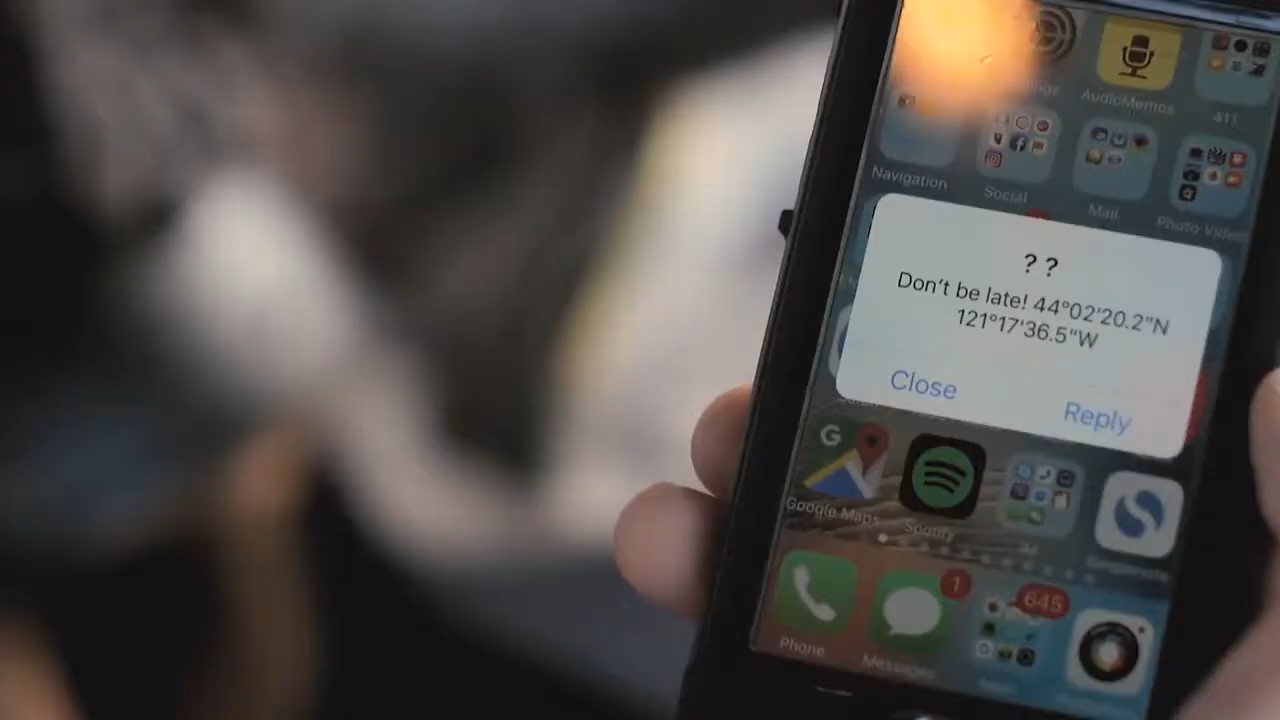 AudioMemos
411
Navigation
Social
Mail
Photo Video
? ?
Don't be late! 44°02'20.2"N
121°17'36.5"W
Close
Reply
G
Google Maps
Spotify
1
645
Phone
Messages